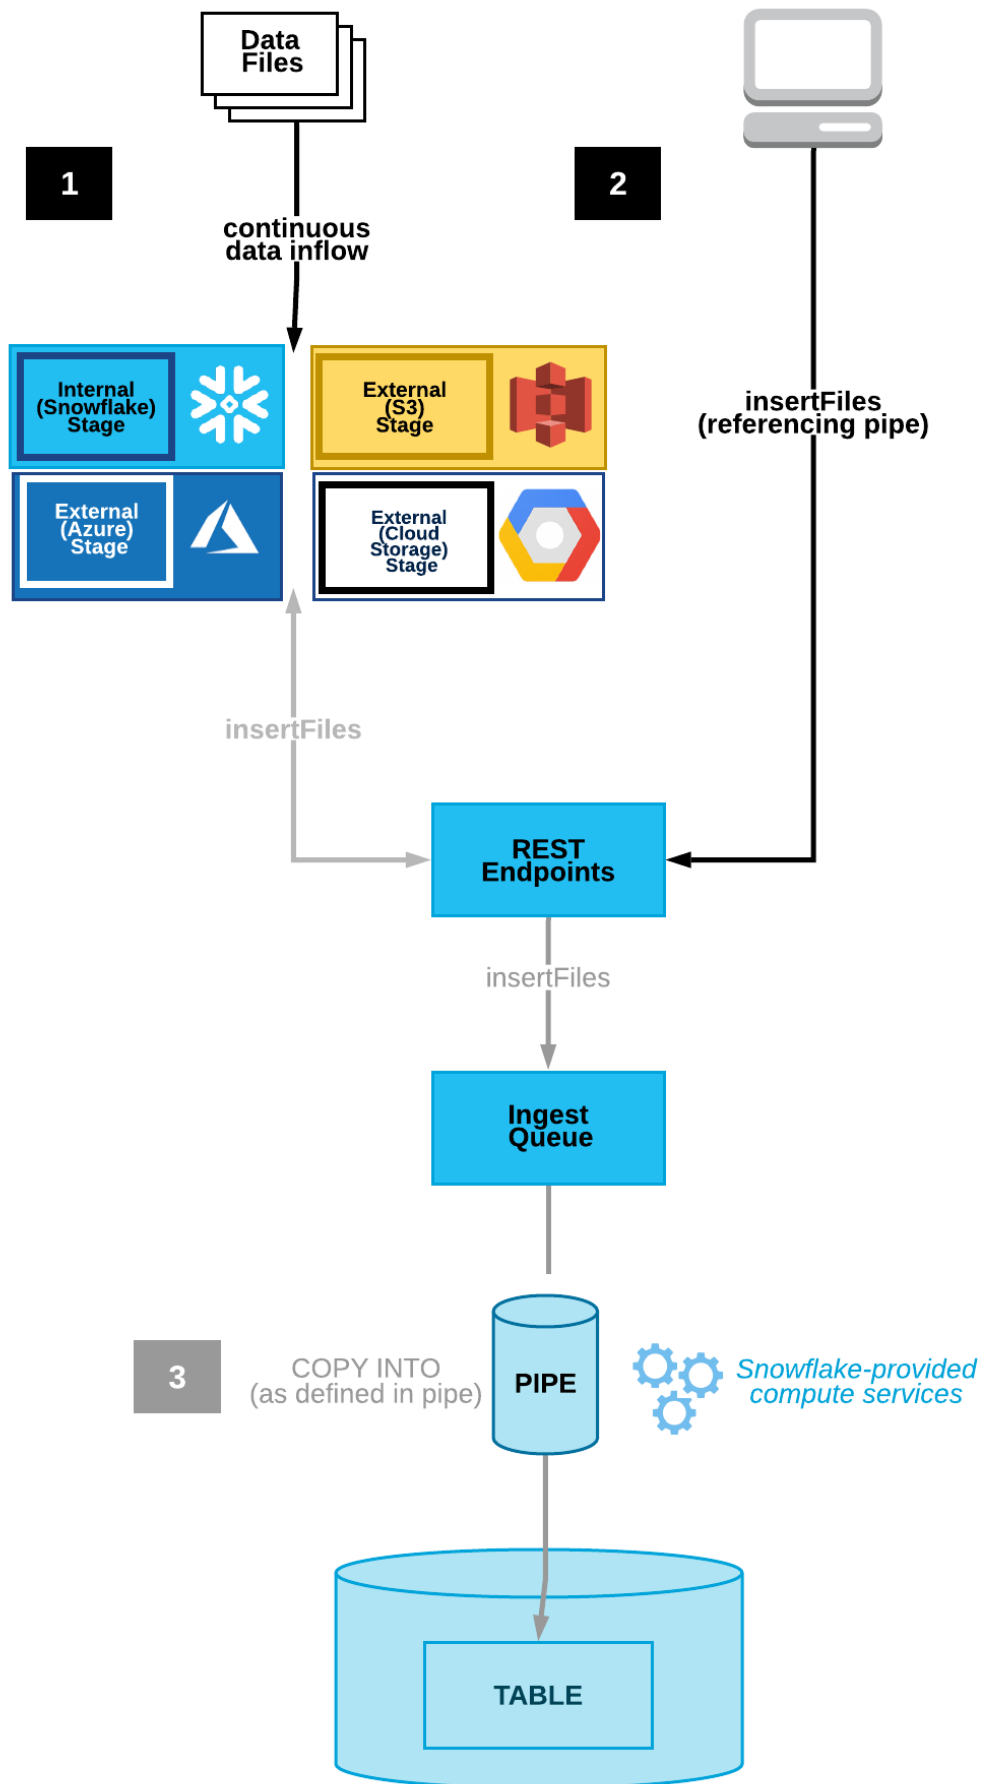 Data
Files
1
2
continuous
data inflow
Internal
(Snowflake)
Stage
External
(S3)
Stage
insertFiles
(referencing pipe)
External
(Azure)
Stage
External
(Cloud
Storage)
Stage
insertFiles
REST
Endpoints
insertFiles
Ingest
Queue
3
COPY INTO
(as defined in pipe)
PIPE
Snowflake-provided
compute services
TABLE